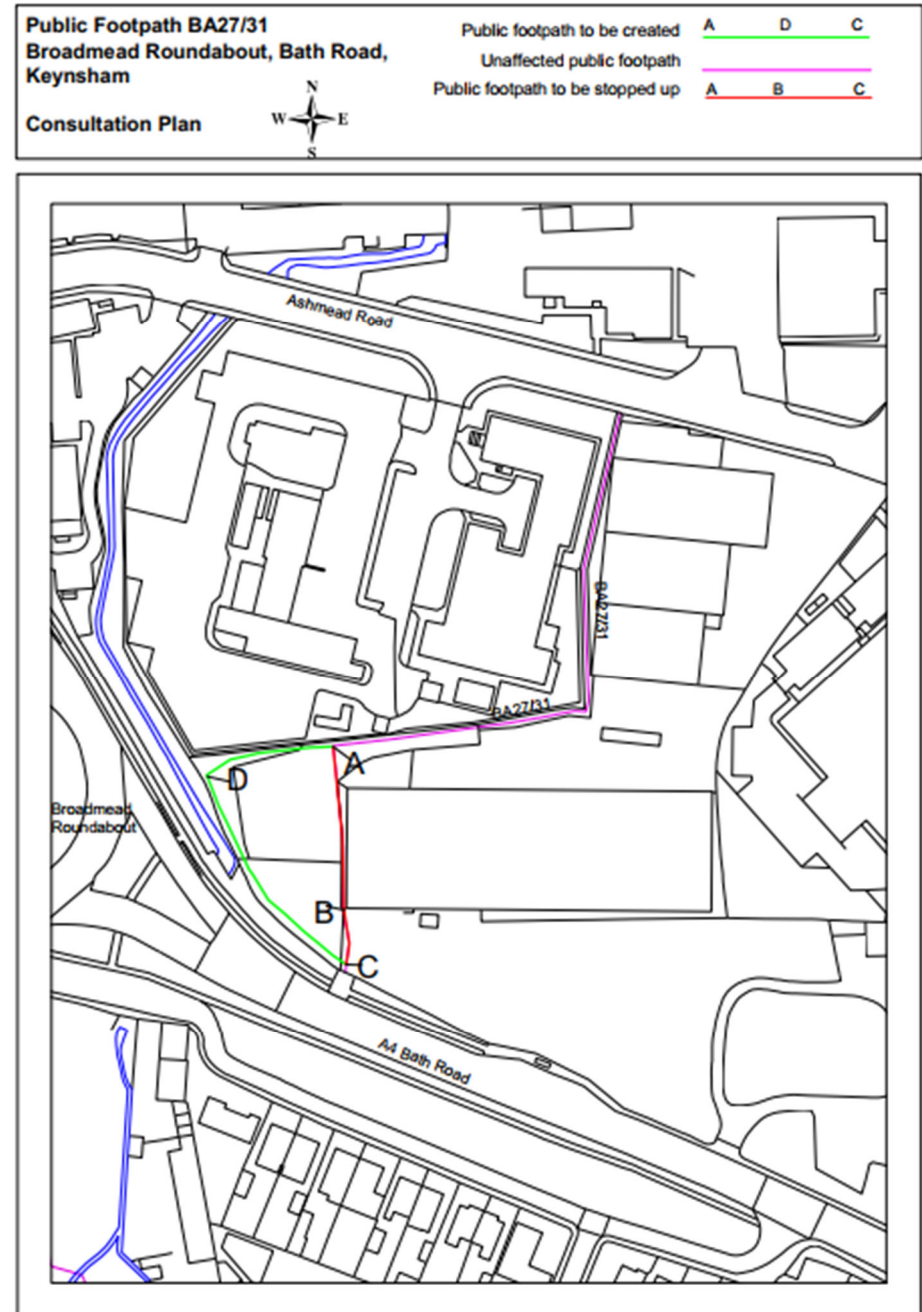 Public Footpath BA27/31
Broadmead Roundabout, Bath Road,
Keynsham
Consultation Plan
N
W E
S
Public footpath to be created A D C
Unaffected public footpath
Public footpath to be stopped up A B C
Ashmead Road
BA27/31
BA27/31
A
D
Broadmead
Roundabout
B
C
A4 Bath Road